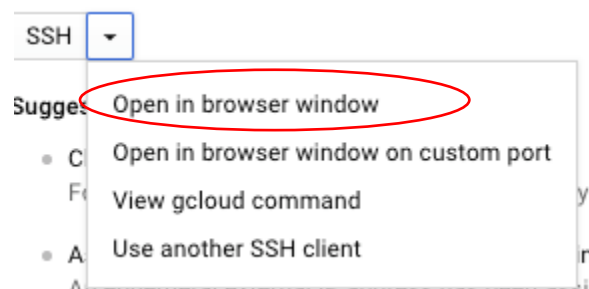 SSH
Sugges
Open in browser window
Open in browser window on custom port
View gcloud command
Use another SSH client